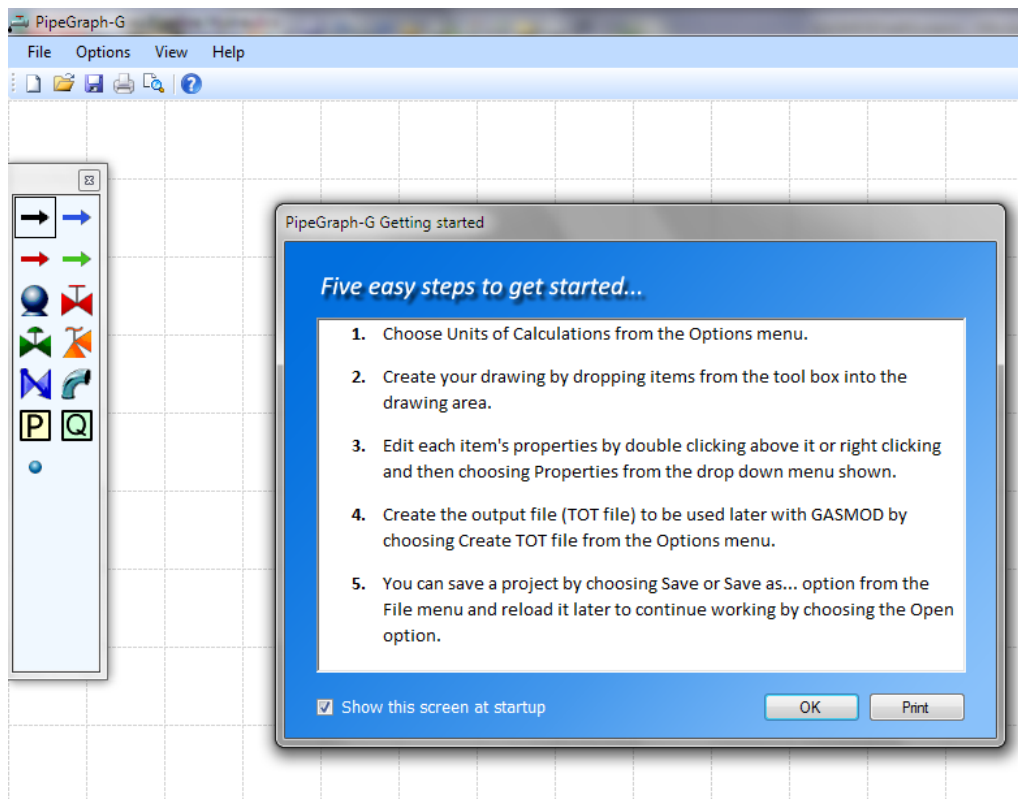 PipeGraph-G
File Options View Help
PipeGraph-G Getting started
Five easy steps to get started...
1. Choose Units of Calculations from the Options menu.
2. Create your drawing by dropping items from the tool box into the
drawing area.
3. Edit each item's properties by double clicking above it or right clicking
and then choosing Properties from the drop down menu shown.
4. Create the output file (TOT file) to be used later with GASMOD by
choosing Create TOT file from the Options menu.
5. You can save a project by choosing Save or Save as... option from the
File menu and reload it later to continue working by choosing the Open
option.
P Q
Show this screen at startup
OK Print